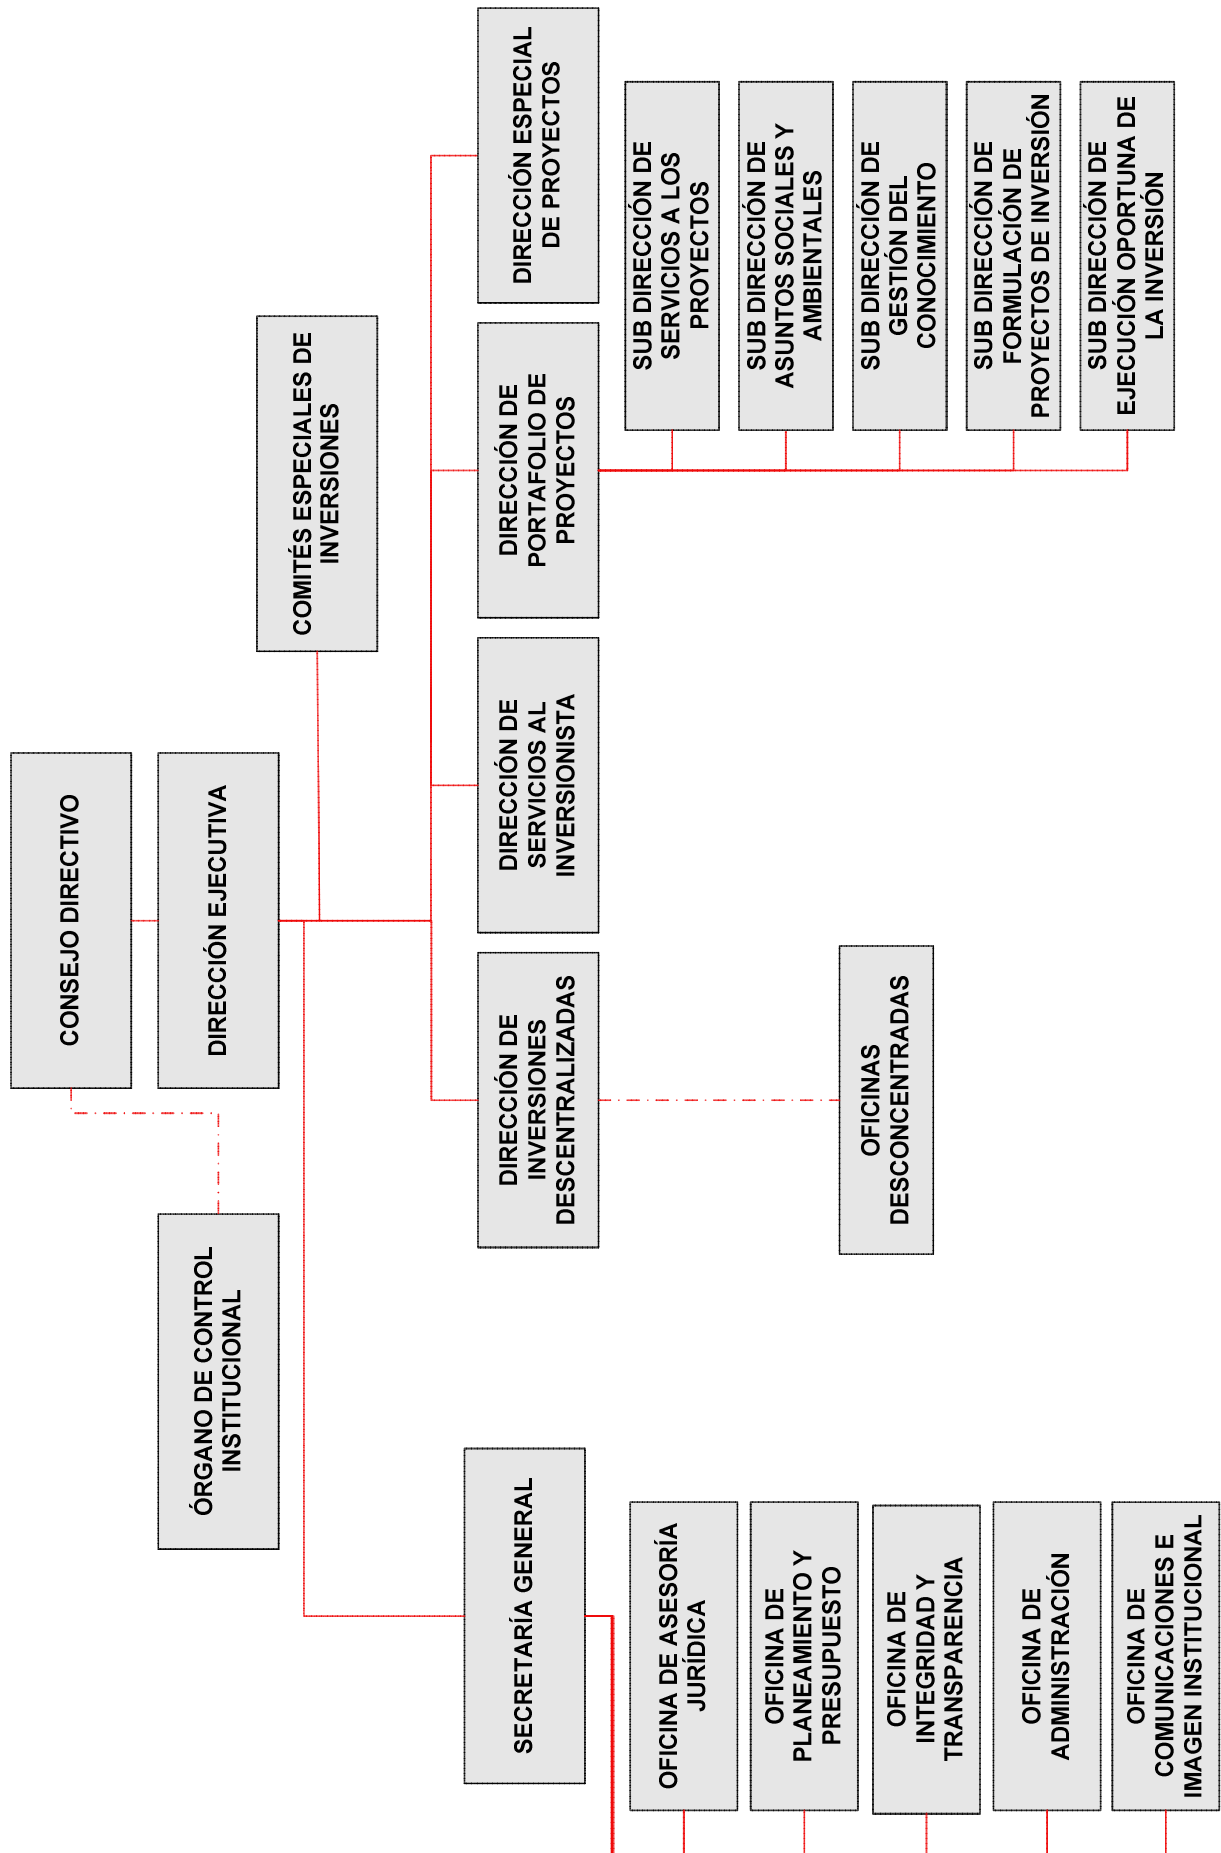 CONSEJO DIRECTIVO
ÓRGANO DE CONTROL
INSTITUCIONAL
DIRECCIÓN EJECUTIVA
COMITÉS ESPECIALES DE
INVERSIONES
SECRETARÍA GENERAL
DIRECCIÓN DE
INVERSIONES
DESCENTRALIZADAS
DIRECCIÓN DE
SERVICIOS AL
INVERSIONISTA
DIRECCIÓN DE
PORTAFOLIO DE
PROYECTOS
DIRECCIÓN ESPECIAL
DE PROYECTOS
OFICINA DE ASESORÍA
JURÍDICA
OFICINA DE
PLANEAMIENTO Y
PRESUPUESTO
OFICINA DE
INTEGRIDAD Y
TRANSPARENCIA
OFICINA DE
ADMINISTRACIÓN
OFICINA DE
COMUNICACIONES E
IMAGEN INSTITUCIONAL
OFICINAS
DESCONCENTRADAS
SUB DIRECCIÓN DE
SERVICIOS A LOS
PROYECTOS
SUB DIRECCIÓN DE
ASUNTOS SOCIALES Y
AMBIENTALES
SUB DIRECCIÓN DE
GESTIÓN DEL
CONOCIMIENTO
SUB DIRECCIÓN DE
FORMULACIÓN DE
PROYECTOS DE INVERSIÓN
SUB DIRECCIÓN DE
EJECUCIÓN OPORTUNA DE
LA INVERSIÓN